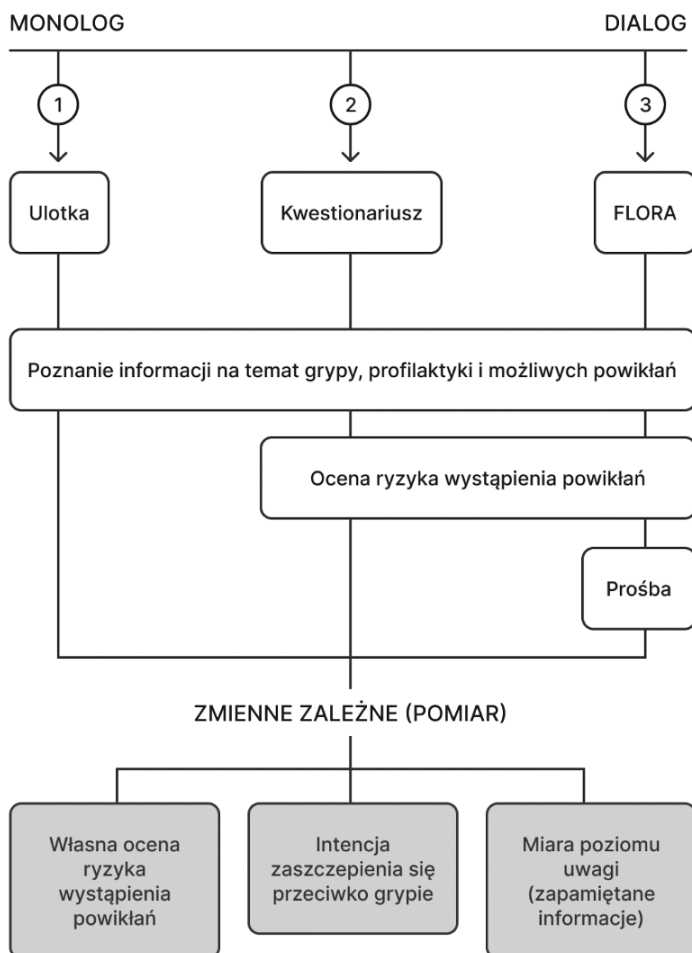 MONOLOG
DIALOG
1
2
3
Ulotka
Kwestionariusz
FLORA
Poznanie informacji na temat grypy, profilaktyki i możliwych powikłań
Ocena ryzyka wystąpienia powikłań
Prośba
ZMIENNE ZALEŻNE (POMIAR)
Własna ocena
ryzyka
wystąpienia
powikłań
Intencja
zaszczepienia się
przeciwko grypie
Miara poziomu
uwagi
(zapamiętane
informacje)